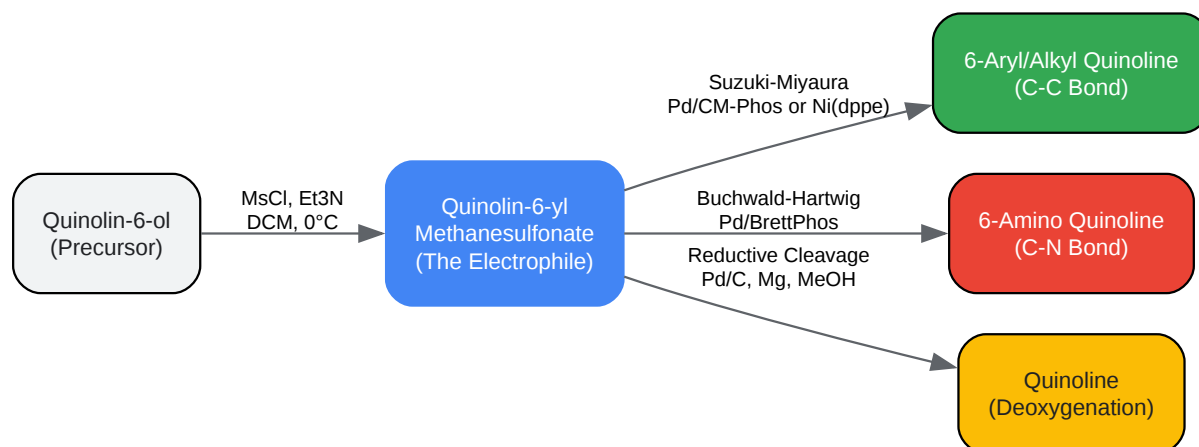 Quinolin-6-ol
(Precursor)
MsCl, Et3N
DCM, 0°C
Quinolin-6-yl
Methanesulfonate
(The Electrophile)
Suzuki-Miyaura
Pd/CM-Phos or Ni(dppe)
6-Aryl/Alkyl Quinoline
(C-C Bond)
Buchwald-Hartwig
Pd/BrettPhos
6-Amino Quinoline
(C-N Bond)
Reductive Cleavage
Pd/C, Mg, MeOH
Quinoline
(Deoxygenation)